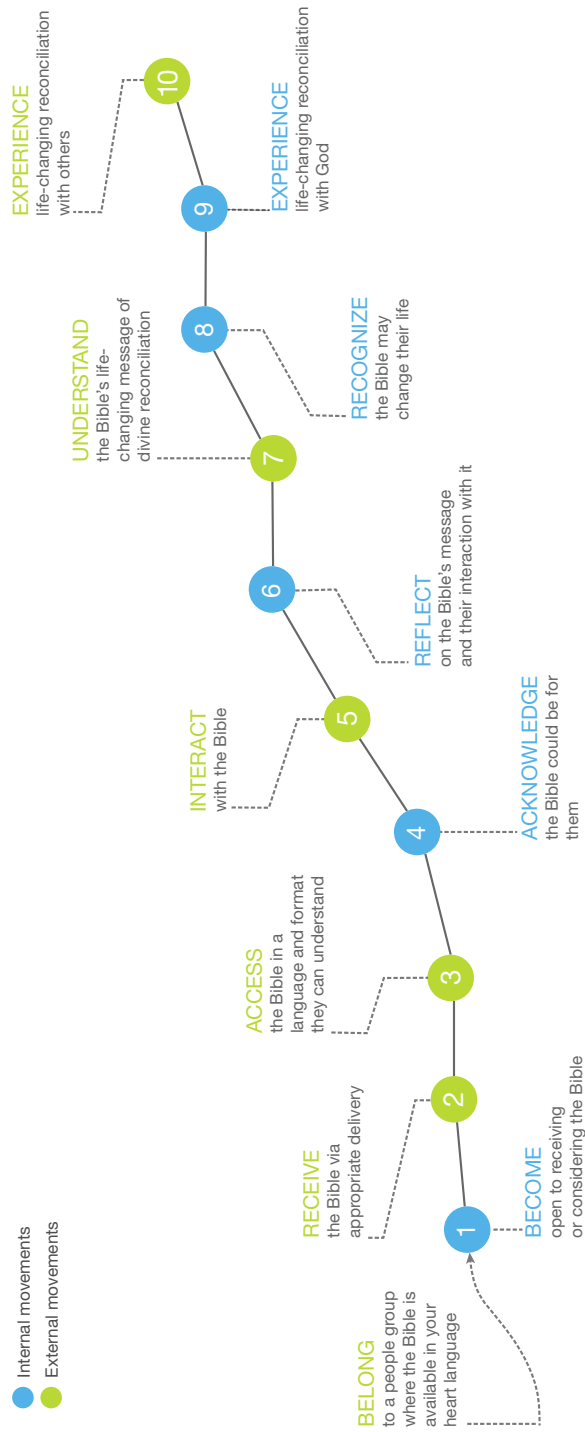 Internal movements
External movements
BELONG
to a people group
where the Bible is
available in your
heart language
1
BECOME
open to receiving
or considering the Bible
2
RECEIVE
the Bible via
appropriate delivery
3
ACCESS
the Bible in a
language and format
they can understand
4
ACKNOWLEDGE
the Bible could be for
them
5
INTERACT
with the Bible
6
REFLECT
on the Bible's message
and their interaction with it
7
UNDERSTAND
the Bible's life-
changing message of
divine reconciliation
8
RECOGNIZE
the Bible may
change their life
9
EXPERIENCE
life-changing reconciliation
with God
10
EXPERIENCE
life-changing reconciliation
with others